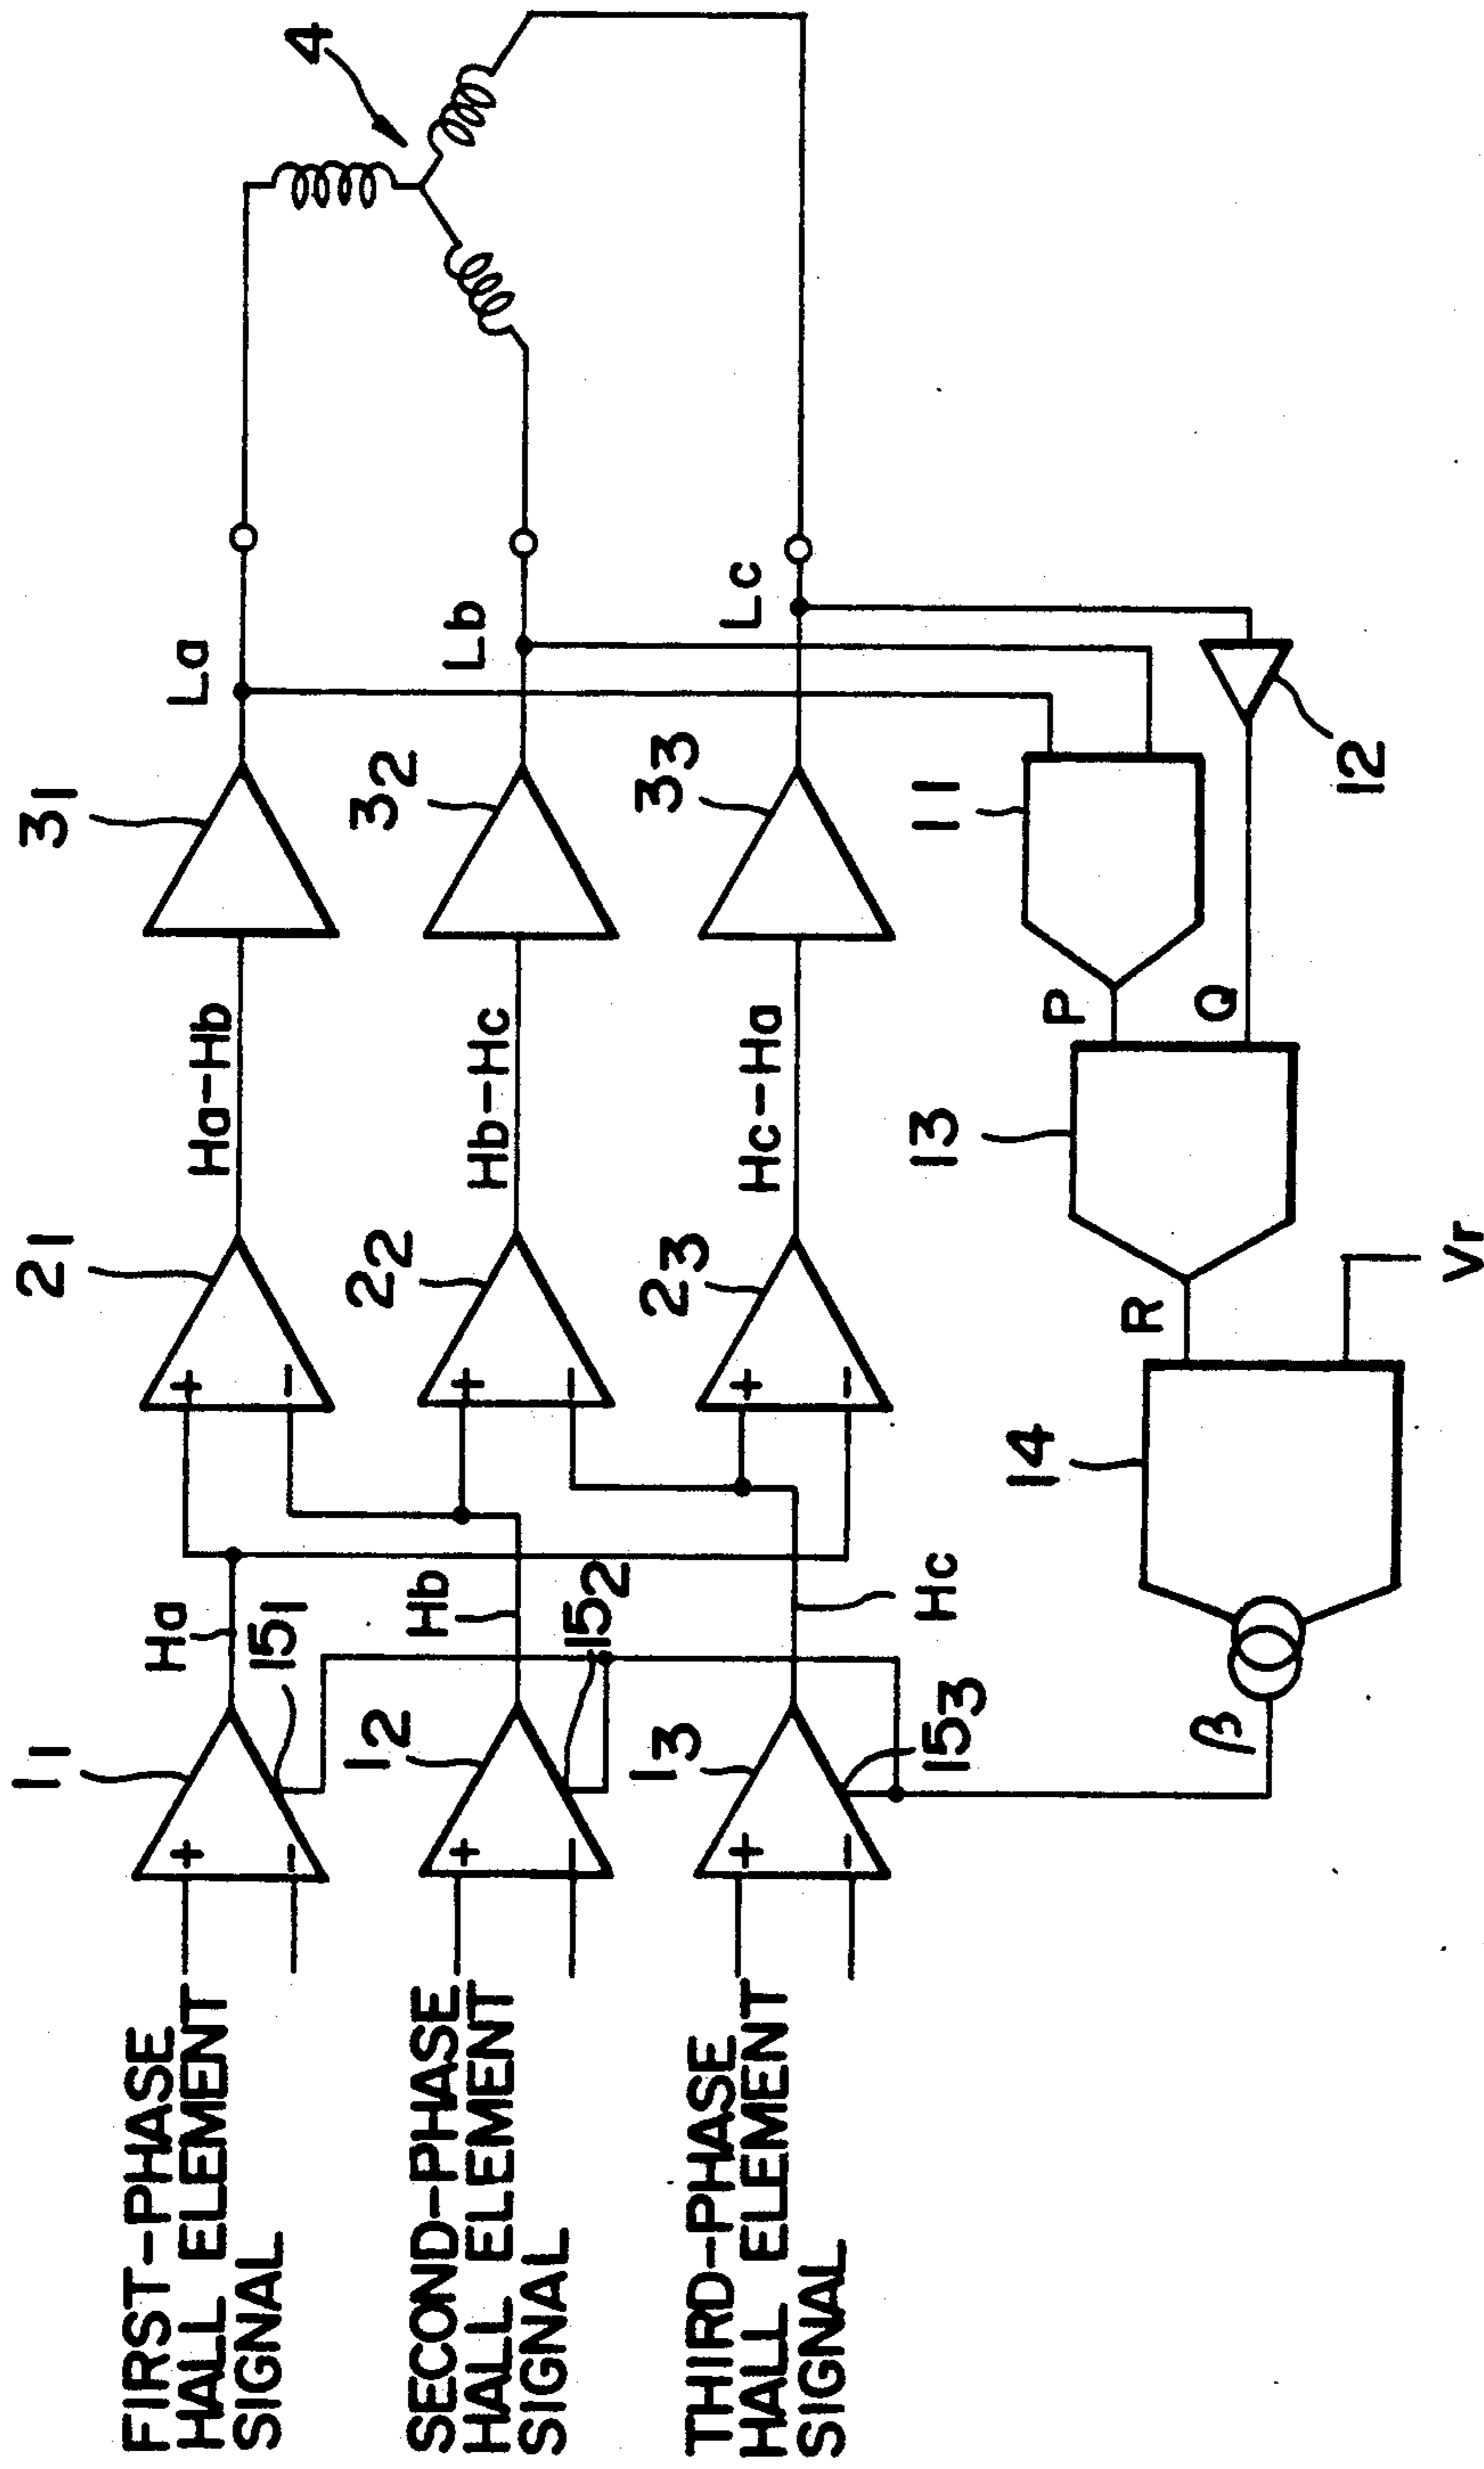 FIRST-PHASE
HALL ELEMENT
SIGNAL
11
+
-
Ha
151
21
+
-
Ha-Hb
31
La
4
SECOND-PHASE
HALL ELEMENT
SIGNAL
12
+
-
Hb
152
22
+
-
Hb-Hc
32
Lb
THIRD-PHASE
HALL ELEMENT
SIGNAL
13
+
-
153
Hc
23
+
-
Hc-Ha
33
Lc
β
14
R
Vr
13
P
Q
11
12